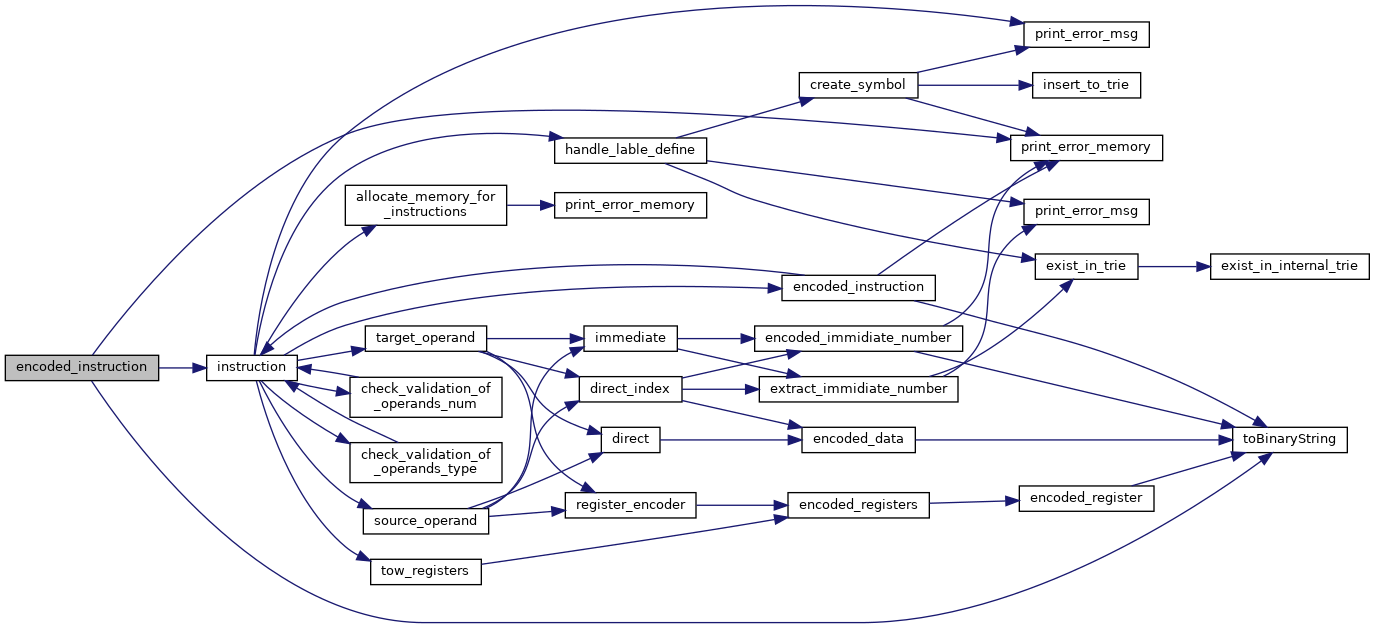 print_error_msg
create_symbol
insert_to_trie
handle_lable_define
print_error_memory
allocate_memory_for
_instructions
print_error_memory
print_error_msg
exist_in_trie
exist_in_internal_trie
encoded_instruction
target_operand
immediate
encoded_immidiate_number
encoded_instruction
instruction
check_validation_of
_operands_num
direct_index
extract_immidiate_number
direct
encoded_data
toBinaryString
check_validation_of
_operands_type
source_operand
register_encoder
encoded_registers
encoded_register
tow_registers